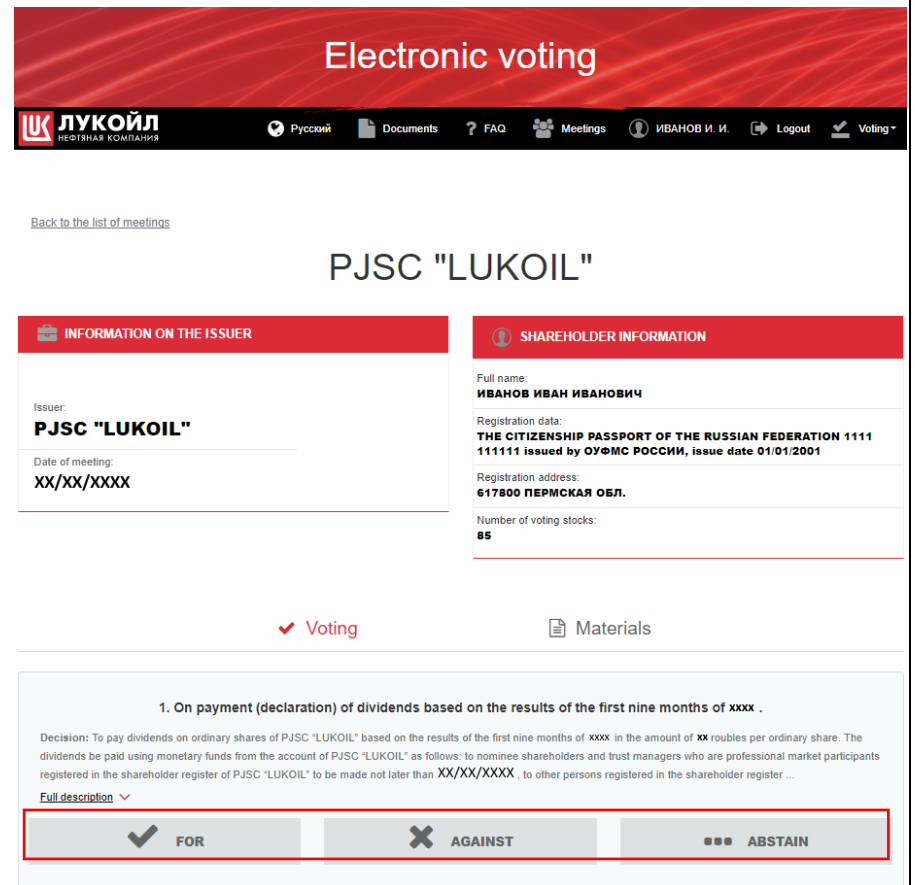 Electronic voting
ЛУКОЙЛ
НЕФТЯНАЯ КОМПАНИЯ
Русский Documents ? FAQ Meetings ИВАНОВ И. И. Logout Voting
Back to the list of meetings
PJSC "LUKOIL"
INFORMATION ON THE ISSUER
Issuer:
PJSC "LUKOIL"
Date of meeting:
XX/XX/XXXX
SHAREHOLDER INFORMATION
Full name:
ИВАНОВ ИВАН ИВАНОВИЧ
Registration data:
THE CITIZENSHIP PASSPORT OF THE RUSSIAN FEDERATION 1111
111111 issued by ОУФМС РОССИИ, issue date 01/01/2001
Registration address:
617800 ПЕРМСКАЯ ОБЛ.
Number of voting stocks:
85
Voting
Materials
1. On payment (declaration) of dividends based on the results of the first nine months of xxxx .
Decision: To pay dividends on ordinary shares of PJSC “LUKOIL” based on the results of the first nine months of xxxx in the amount of xx roubles per ordinary share. The
dividends be paid using monetary funds from the account of PJSC “LUKOIL” as follows: to nominee shareholders and trust managers who are professional market participants
registered in the shareholder register of PJSC “LUKOIL” to be made not later than XX/XX/XXXX , to other persons registered in the shareholder register ...
Full description
FOR
AGAINST
ABSTAIN